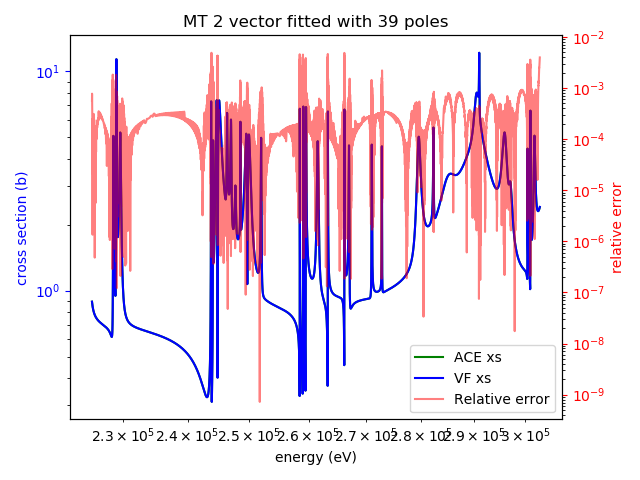 MT 2 vector fitted with 39 poles
10¹
10⁰
cross section (b)
10⁻²
10⁻³
10⁻⁴
10⁻⁵
10⁻⁶
10⁻⁷
10⁻⁸
10⁻⁹
relative error
ACE xs
VF xs
Relative error
2.3 × 10⁵ 2.4 × 10⁵ 2.5 × 10⁵ 2.6 × 10⁵ 2.7 × 10⁵ 2.8 × 10⁵ 2.9 × 10⁵ 3 × 10⁵
energy (eV)